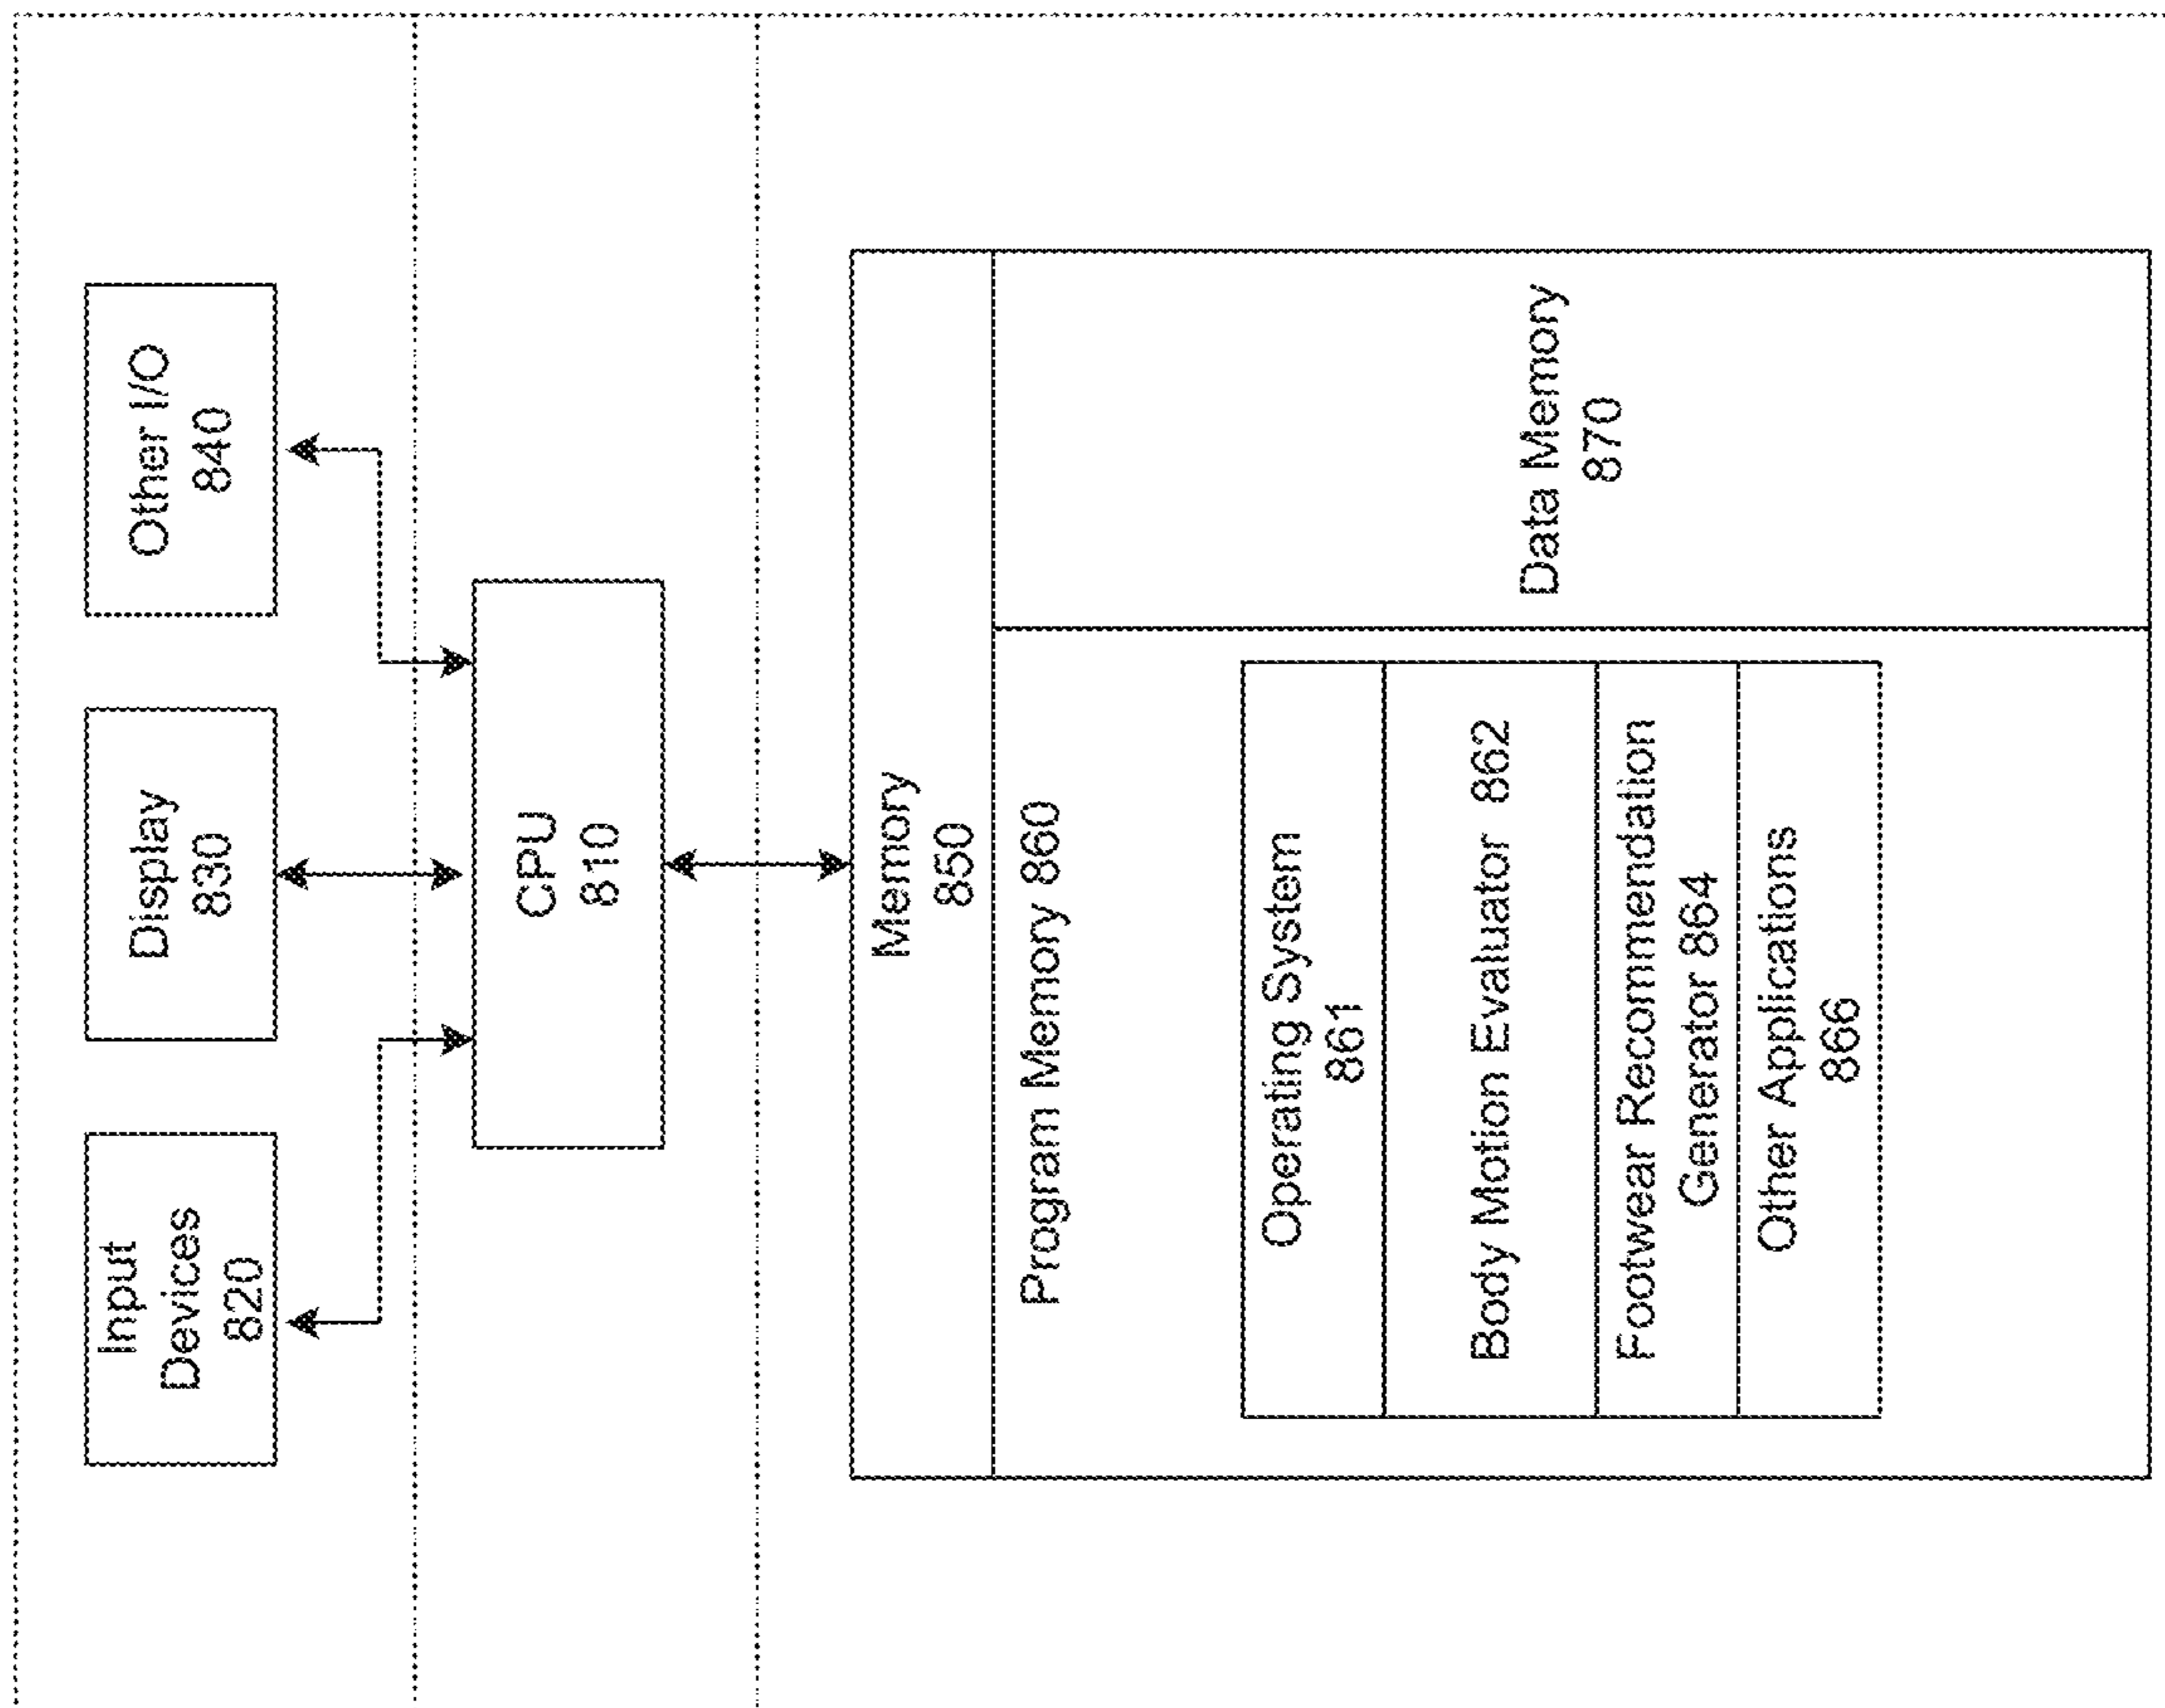 Input
Devices
820
Display
830
Other I/O
840
CPU
810
Memory
850
Program Memory 860
Operating System
861
Body Motion Evaluator 862
Footwear Recommendation
Generator 864
Other Applications
866
Data Memory
870